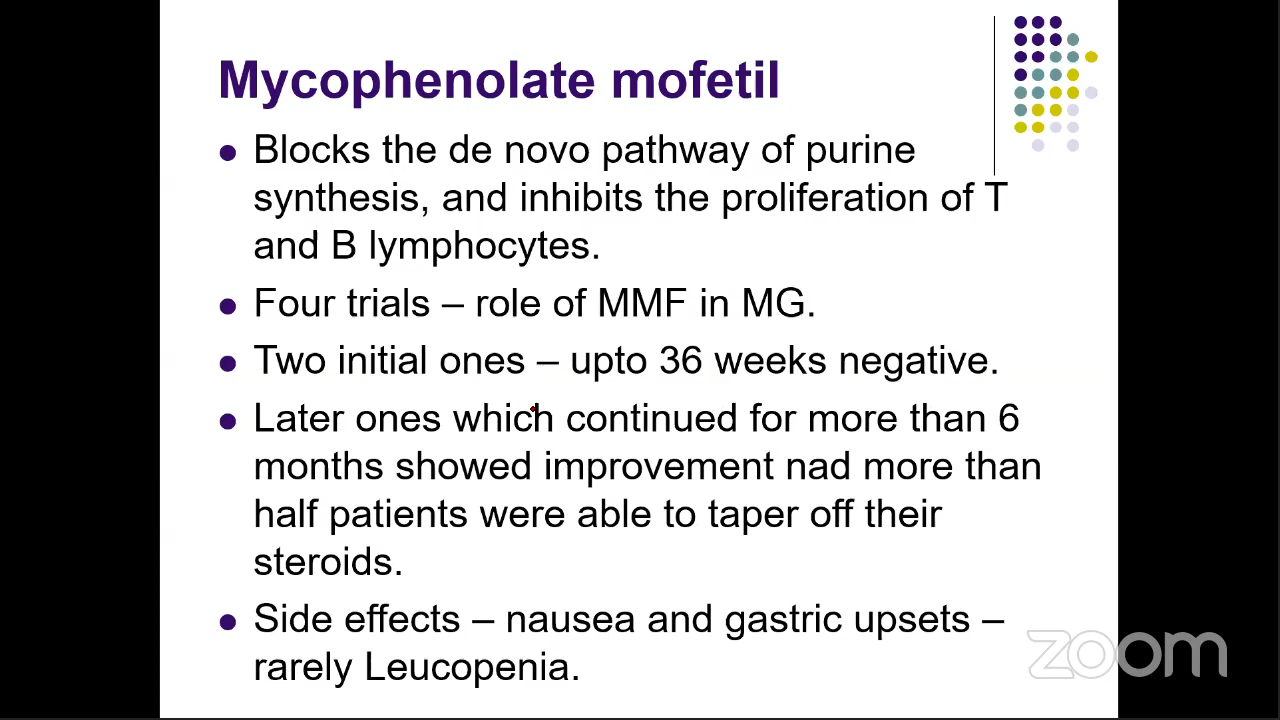 Mycophenolate mofetil
● Blocks the de novo pathway of purine
synthesis, and inhibits the proliferation of T
and B lymphocytes.
● Four trials – role of MMF in MG.
● Two initial ones – upto 36 weeks negative.
● Later ones which continued for more than 6
months showed improvement nad more than
half patients were able to taper off their
steroids.
● Side effects – nausea and gastric upsets –
rarely Leucopenia.
zoom